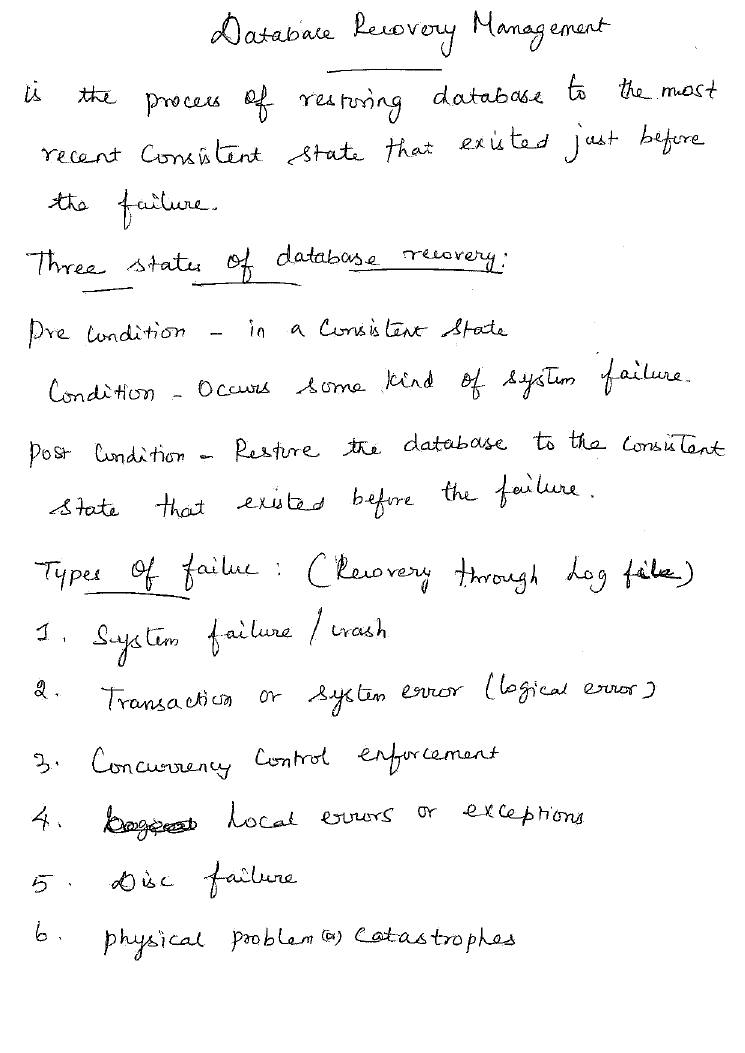 Database Recovery Management
is the process of restoring database to the most
recent consistent state that existed just before
the failure.
Three states of database recovery:
Pre Condition - in a Consistent State
Condition - Occurs some kind of system failure.
Post Condition - Restore the database to the consistent
state that existed before the failure.
Types of failure : (Recovery through Log file)
1. System failure / crash
2. Transaction or system error (logical error)
3. Concurrency control enforcement
4. Local errors or exceptions
5. Disc failure
6. physical problem (or) Catastrophes